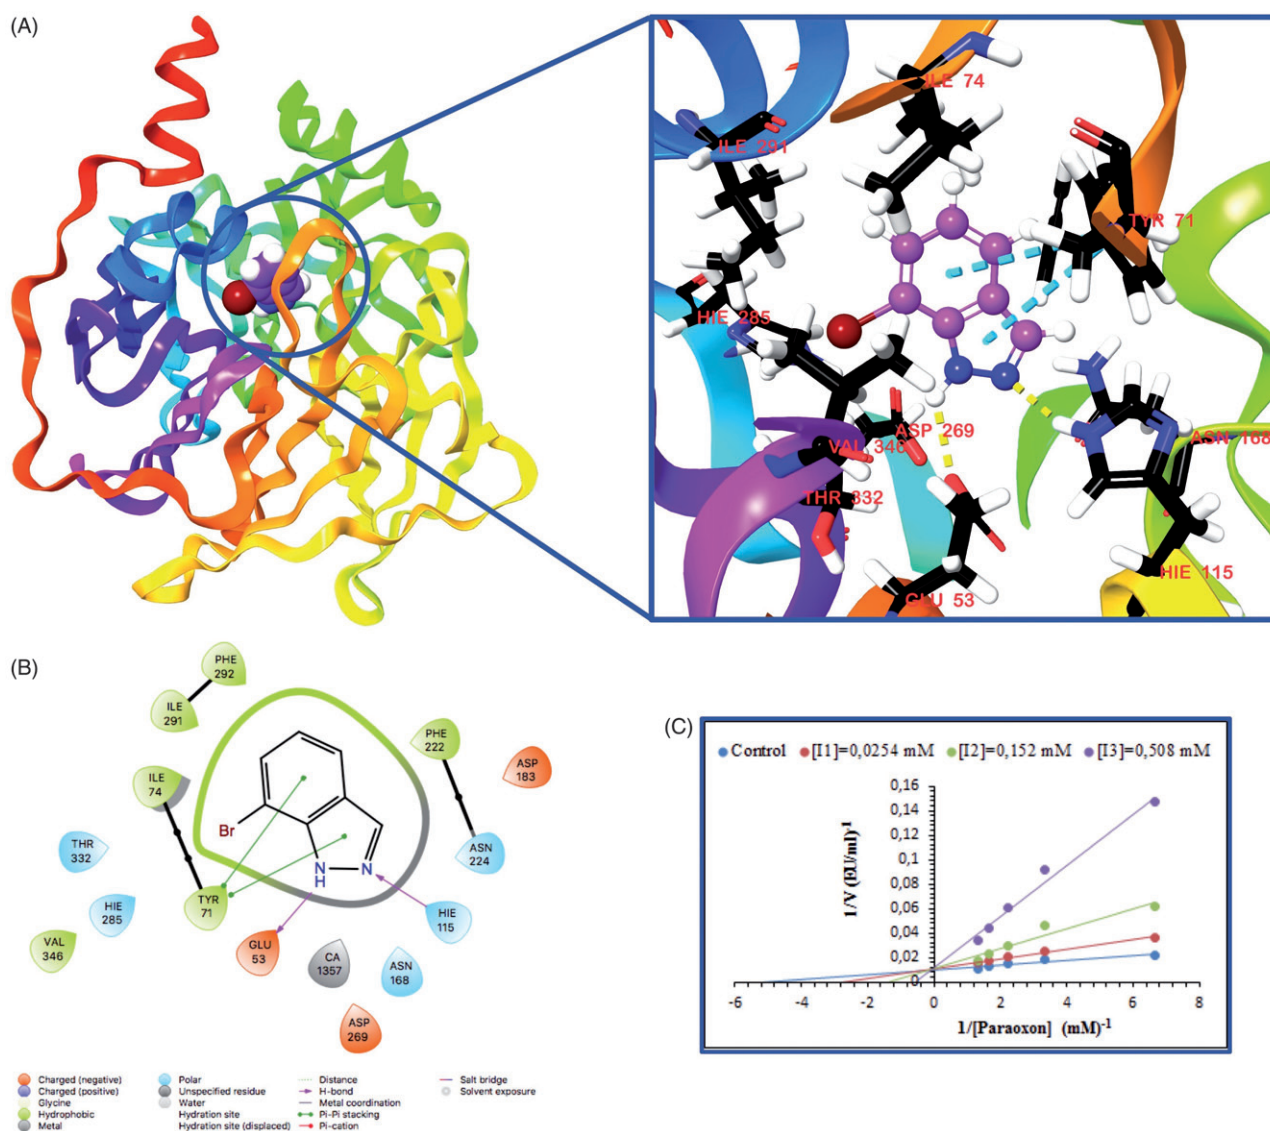 (A)
ILE 74
ILE 291
TYR 71
HIE 285
ASP 269
VAL 346
ASN 168
THR 332
HIE 115
GLU 53
(B)
PHE
292
ILE
291
PHE
222
ASP
183
ILE
74
Br
THR
332
ASN
224
N
H
N
TYR
71
HIE
285
HIE
115
GLU
53
VAL
346
CA
1357
ASN
168
ASP
269
Charged (negative)
Charged (positive)
Glycine
Hydrophobic
Metal
Polar
Unspecified residue
Water
Hydration site
Hydration site (displaced)
Distance
H-bond
Metal coordination
Pi-Pi stacking
Pi-cation
Salt bridge
Solvent exposure
(C)
Control [I1]=0,0254 mM [I2]=0,152 mM [I3]=0,508 mM
0,16
0,14
0,12
0,1
0,08
0,06
0,04
0,02
0
1/V (EU/ml)-1
-6 -4 -2 0 2 4 6 8
1/[Paraoxon] (mM)-1